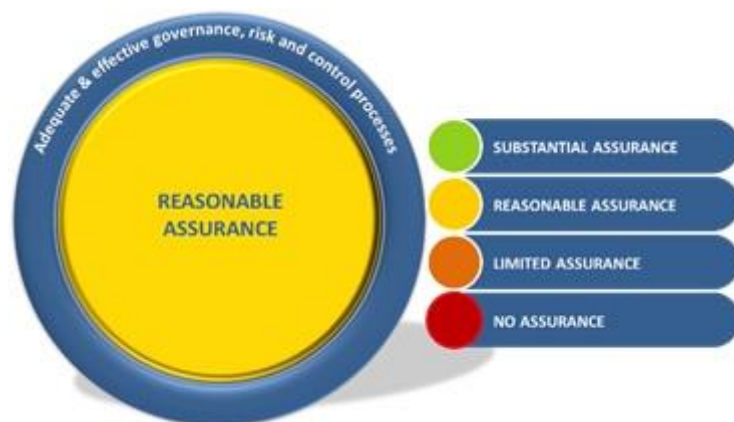 Adequate & effective governance, risk and control processes
REASONABLE
ASSURANCE
SUBSTANTIAL ASSURANCE
REASONABLE ASSURANCE
LIMITED ASSURANCE
NO ASSURANCE